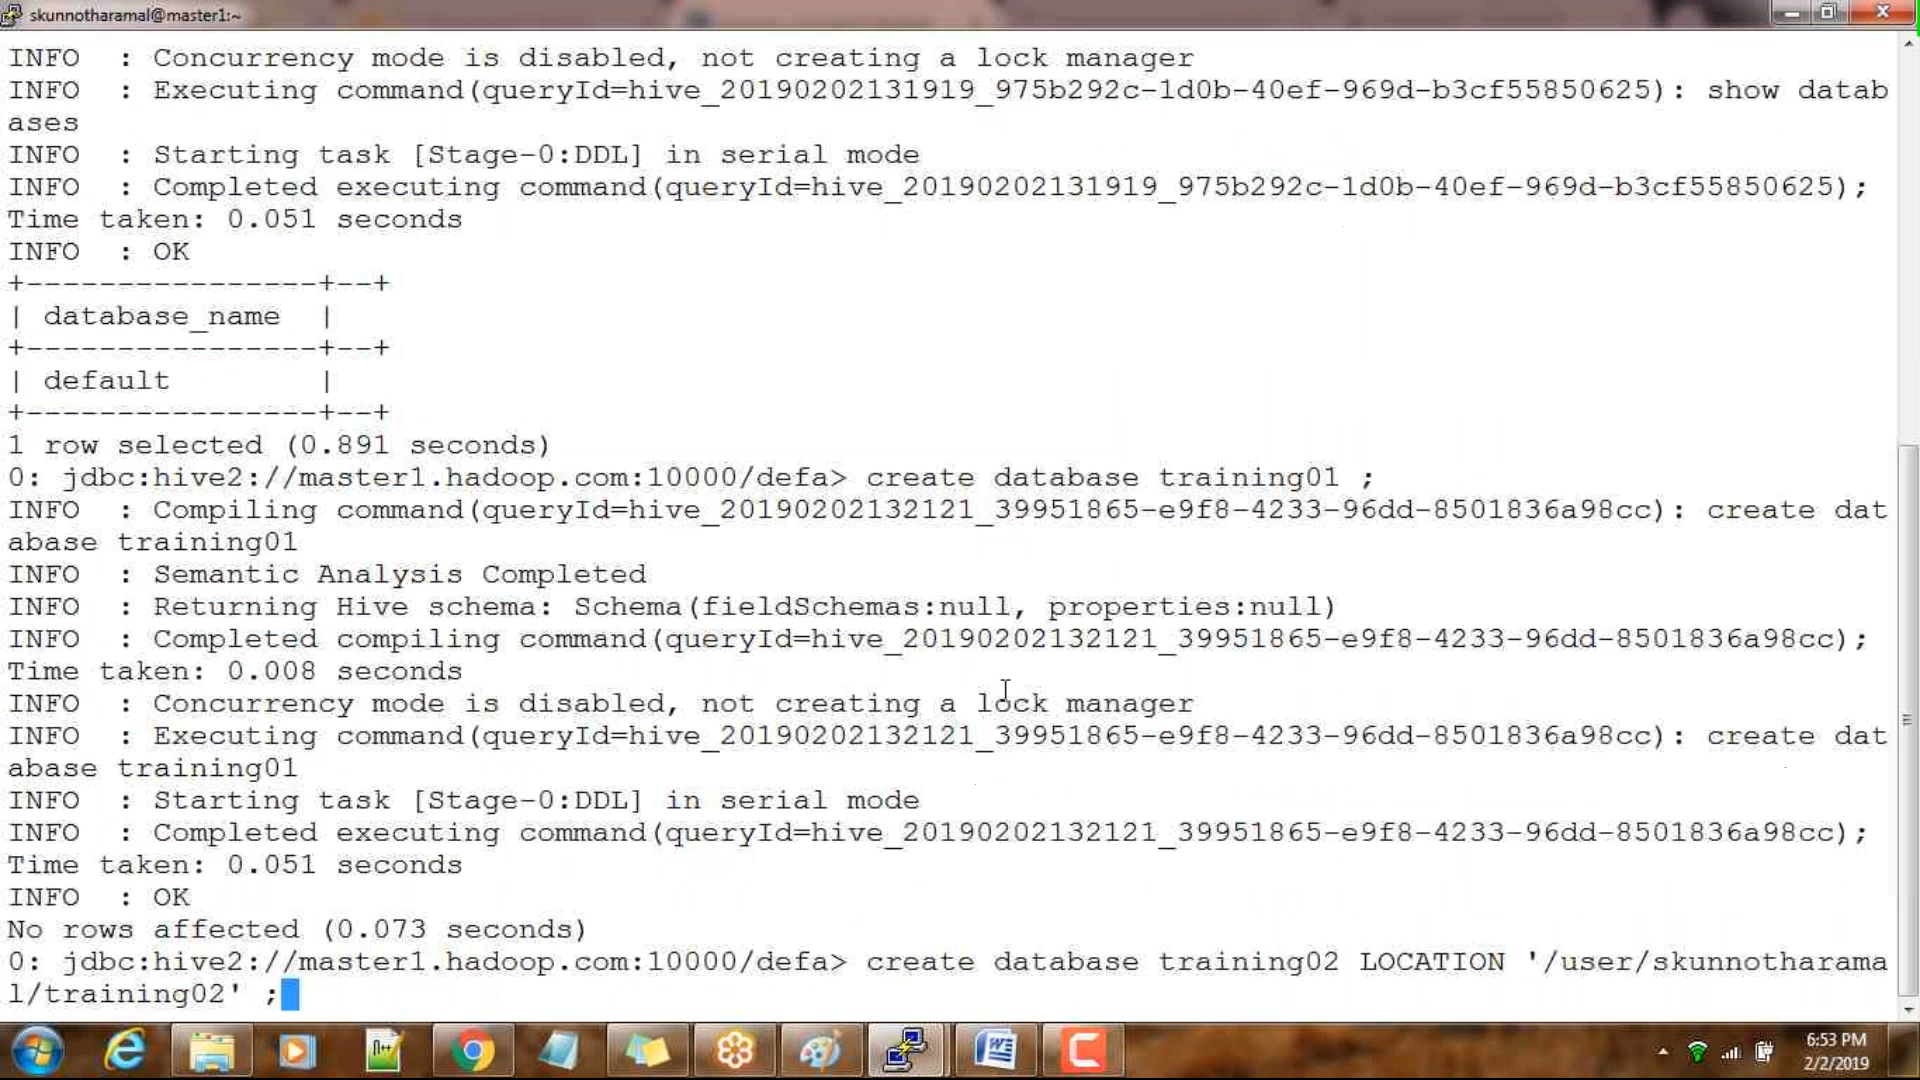 skunnotharamal@master1:~
INFO  : Concurrency mode is disabled, not creating a lock manager
INFO  : Executing command(queryId=hive_20190202131919_975b292c-1d0b-40ef-969d-b3cf55850625): show datab
ases
INFO  : Starting task [Stage-0:DDL] in serial mode
INFO  : Completed executing command(queryId=hive_20190202131919_975b292c-1d0b-40ef-969d-b3cf55850625);
Time taken: 0.051 seconds
INFO  : OK
+----------------+--+
| database_name  |
+----------------+--+
| default        |
+----------------+--+
1 row selected (0.891 seconds)
0: jdbc:hive2://master1.hadoop.com:10000/defa> create database training01 ;
INFO  : Compiling command(queryId=hive_20190202132121_39951865-e9f8-4233-96dd-8501836a98cc): create dat
abase training01
INFO  : Semantic Analysis Completed
INFO  : Returning Hive schema: Schema(fieldSchemas:null, properties:null)
INFO  : Completed compiling command(queryId=hive_20190202132121_39951865-e9f8-4233-96dd-8501836a98cc);
Time taken: 0.008 seconds
INFO  : Concurrency mode is disabled, not creating a lock manager
INFO  : Executing command(queryId=hive_20190202132121_39951865-e9f8-4233-96dd-8501836a98cc): create dat
abase training01
INFO  : Starting task [Stage-0:DDL] in serial mode
INFO  : Completed executing command(queryId=hive_20190202132121_39951865-e9f8-4233-96dd-8501836a98cc);
Time taken: 0.051 seconds
INFO  : OK
No rows affected (0.073 seconds)
0: jdbc:hive2://master1.hadoop.com:10000/defa> create database training02 LOCATION '/user/skunnotharama
l/training02' ;
6:53 PM
2/2/2019